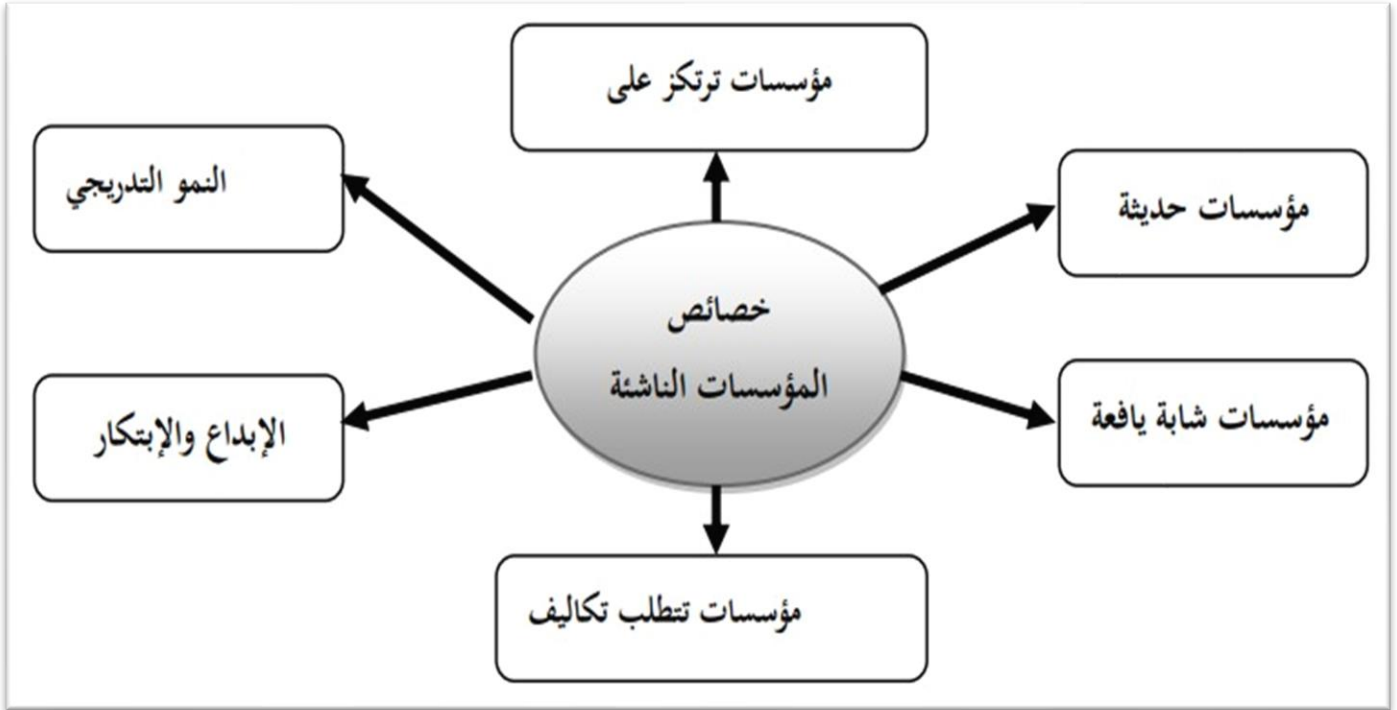 مؤسسات ترتكز على
النمو التدريجي
مؤسسات حديثة
خصائص
المؤسسات الناشئة
الإبداع والإبتكار
مؤسسات شابة يافعة
مؤسسات تتطلب تكاليف